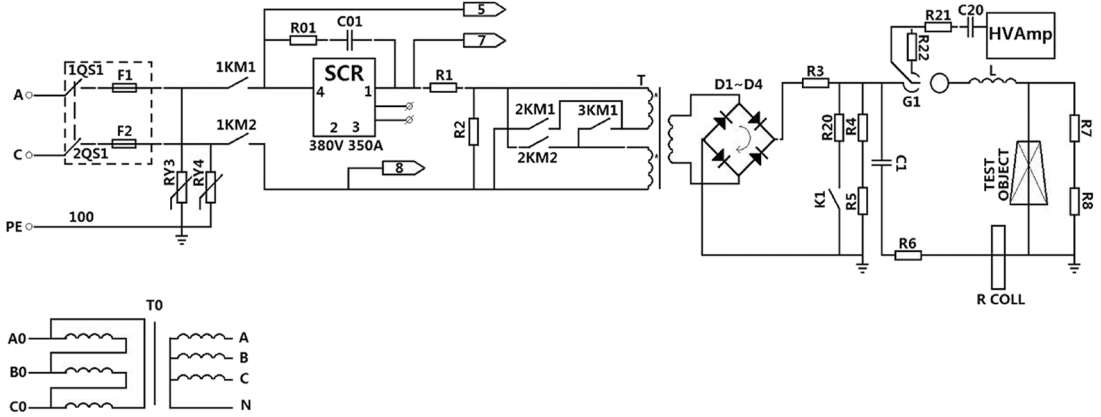 5
7
R01
C01
SCR
4
1
2 3
380V 350A
8
1QS1
2QS1
F1
F2
A
C
PE
100
RY3
RY4
1KM1
1KM2
R1
R2
2KM1
3KM1
2KM2
T
D1~D4
R3
R20
R4
K1
R5
C1
R6
R21
C20
R22
HVAmp
G1
L
R7
R8
TEST
OBJECT
R COLL
T0
A0
B0
C0
A
B
C
N